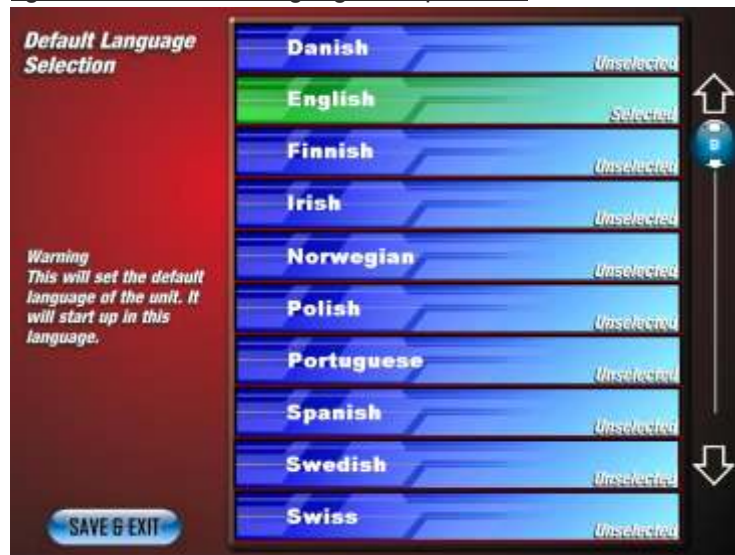 Default Language
Selection
Danish
Unselected
English
Selected
Finnish
Unselected
Irish
Unselected
Norwegian
Unselected
Polish
Unselected
Portuguese
Unselected
Spanish
Unselected
Swedish
Unselected
Swiss
Unselected
Warning
This will set the default
language of the unit. It
will start up in this
language.
SAVE & EXIT